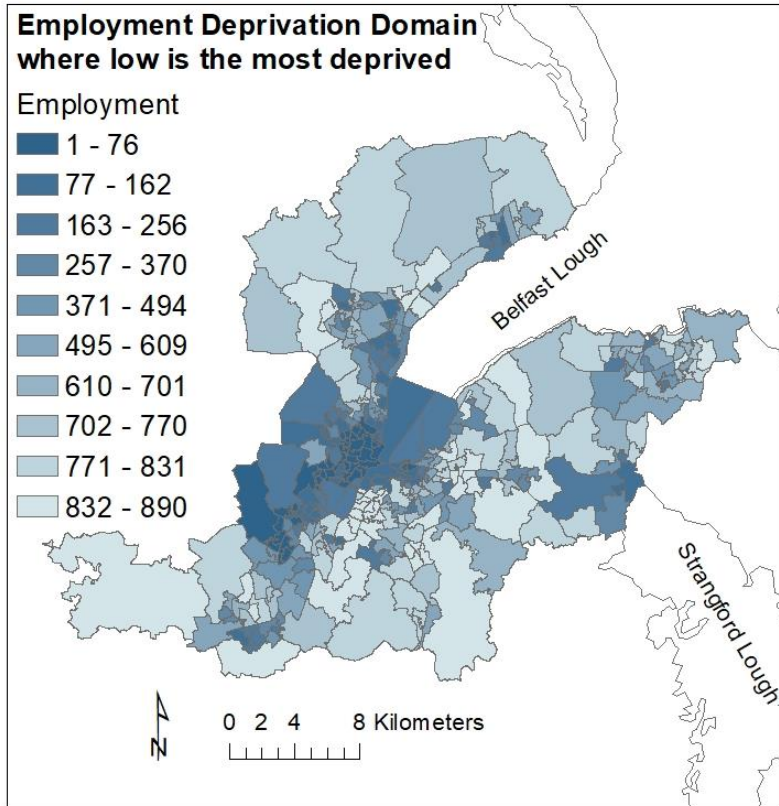 Employment Deprivation Domain
where low is the most deprived
Employment
1 - 76
77 - 162
163 - 256
257 - 370
371 - 494
495 - 609
610 - 701
702 - 770
771 - 831
832 - 890
Belfast Lough
Strangford Lough
N
0 2 4 8 Kilometers